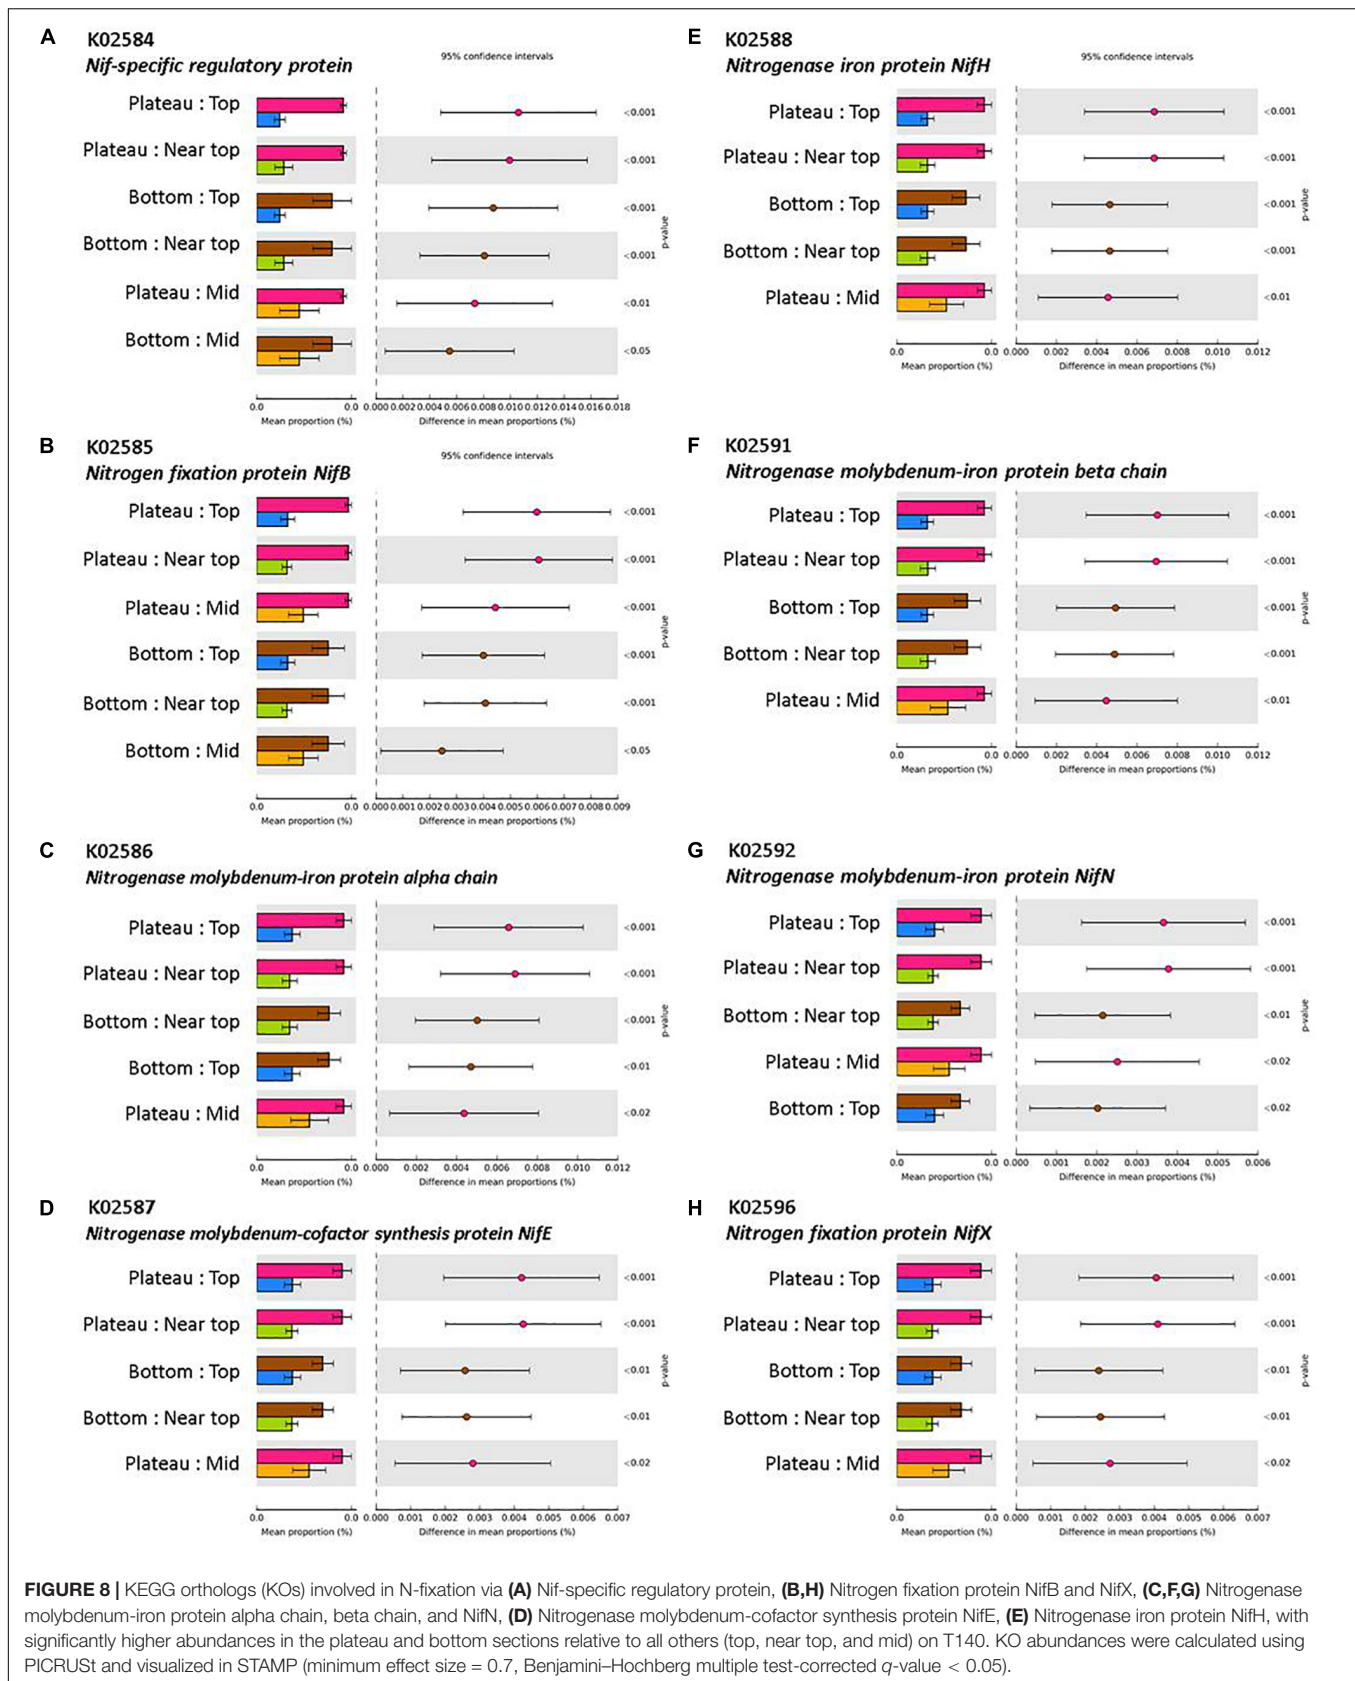 A K02584
Nif-specific regulatory protein
95% confidence intervals
Plateau : Top
<0.001
Plateau : Near top
<0.001
Bottom : Top
<0.001
Bottom : Near top
<0.001
Plateau : Mid
<0.01
Bottom : Mid
<0.05
p-value
0.0 0.0 0.000 0.002 0.004 0.006 0.008 0.010 0.012 0.014 0.016 0.018
Mean proportion (%) Difference in mean proportions (%)
B K02585
Nitrogen fixation protein NifB
95% confidence intervals
Plateau : Top
<0.001
Plateau : Near top
<0.001
Plateau : Mid
<0.001
Bottom : Top
<0.001
Bottom : Near top
<0.001
Bottom : Mid
<0.05
p-value
0.0 0.0 0.000 0.001 0.002 0.003 0.004 0.005 0.006 0.007 0.008 0.009
Mean proportion (%) Difference in mean proportions (%)
C K02586
Nitrogenase molybdenum-iron protein alpha chain
Plateau : Top
<0.001
Plateau : Near top
<0.001
Bottom : Near top
<0.001
Bottom : Top
<0.01
Plateau : Mid
<0.02
p-value
0.0 0.0 0.000 0.002 0.004 0.006 0.008 0.010 0.012
Mean proportion (%) Difference in mean proportions (%)
D K02587
Nitrogenase molybdenum-cofactor synthesis protein NifE
Plateau : Top
<0.001
Plateau : Near top
<0.001
Bottom : Top
<0.01
Bottom : Near top
<0.01
Plateau : Mid
<0.02
p-value
0.0 0.0 0.000 0.001 0.002 0.003 0.004 0.005 0.006 0.007
Mean proportion (%) Difference in mean proportions (%)
E K02588
Nitrogenase iron protein NifH
95% confidence intervals
Plateau : Top
<0.001
Plateau : Near top
<0.001
Bottom : Top
<0.001
Bottom : Near top
<0.001
Plateau : Mid
<0.01
p-value
0.0 0.0 0.000 0.002 0.004 0.006 0.008 0.010 0.012
Mean proportion (%) Difference in mean proportions (%)
F K02591
Nitrogenase molybdenum-iron protein beta chain
Plateau : Top
<0.001
Plateau : Near top
<0.001
Bottom : Top
<0.001
Bottom : Near top
<0.001
Plateau : Mid
<0.01
p-value
0.0 0.0 0.000 0.002 0.004 0.006 0.008 0.010 0.012
Mean proportion (%) Difference in mean proportions (%)
G K02592
Nitrogenase molybdenum-iron protein NifN
Plateau : Top
<0.001
Plateau : Near top
<0.001
Bottom : Near top
<0.01
Plateau : Mid
<0.02
Bottom : Top
<0.02
p-value
0.0 0.0 0.000 0.001 0.002 0.003 0.004 0.005 0.006
Mean proportion (%) Difference in mean proportions (%)
H K02596
Nitrogen fixation protein NifX
Plateau : Top
<0.001
Plateau : Near top
<0.001
Bottom : Top
<0.01
Bottom : Near top
<0.01
Plateau : Mid
<0.02
p-value
0.0 0.0 0.000 0.001 0.002 0.003 0.004 0.005 0.006 0.007
Mean proportion (%) Difference in mean proportions (%)
FIGURE 8 | KEGG orthologs (KOs) involved in N-fixation via (A) Nif-specific regulatory protein, (B,H) Nitrogen fixation protein NifB and NifX, (C,F,G) Nitrogenase
molybdenum-iron protein alpha chain, beta chain, and NifN, (D) Nitrogenase molybdenum-cofactor synthesis protein NifE, (E) Nitrogenase iron protein NifH, with
significantly higher abundances in the plateau and bottom sections relative to all others (top, near top, and mid) on T140. KO abundances were calculated using
PICRUSt and visualized in STAMP (minimum effect size = 0.7, Benjamini–Hochberg multiple test-corrected q-value < 0.05).